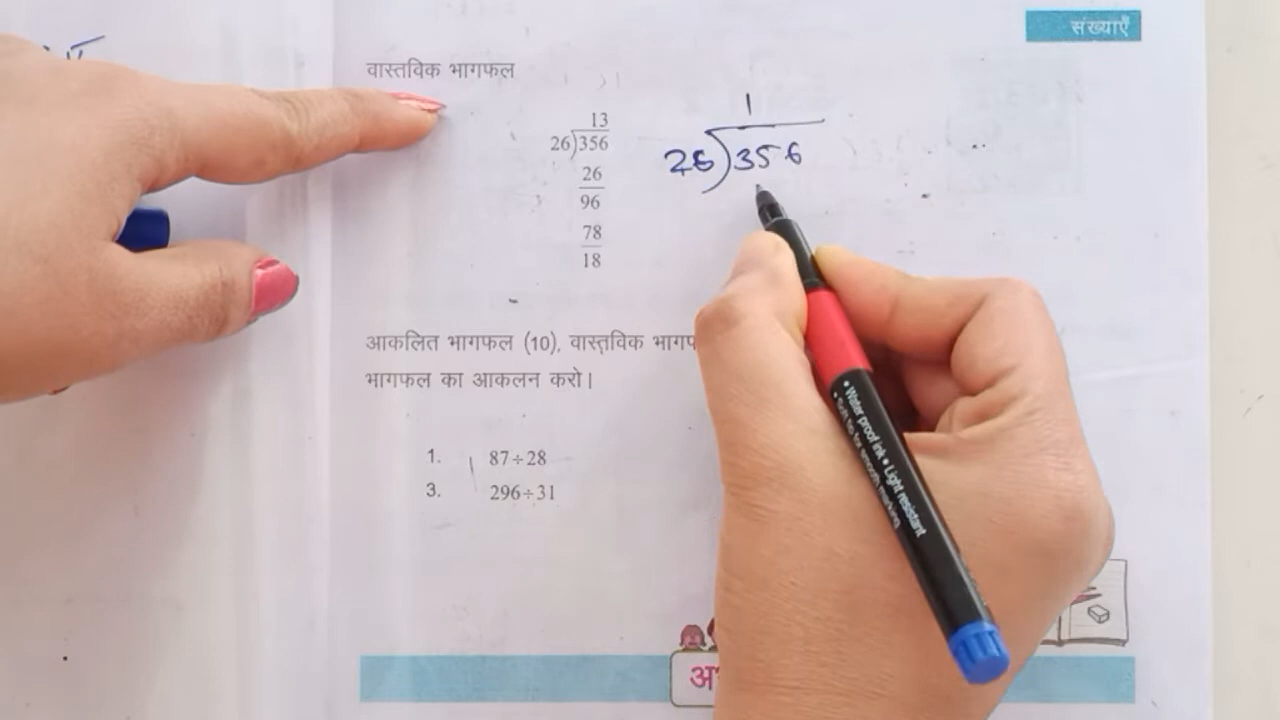 संख्याएँ
वास्तविक भागफल
13
26)356
26
96
78
18
1
26)356
आकलित भागफल (10), वास्तविक
भागफल का आकलन करो।
1. 87÷28
3. 296÷31
Water proof ink • Light resistant